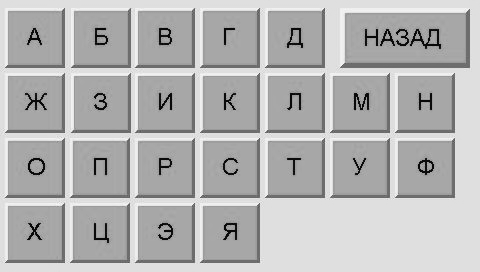 А Б В Г Д НАЗАД
Ж З И К Л М Н
О П Р С Т У Ф
Х Ц Э Я